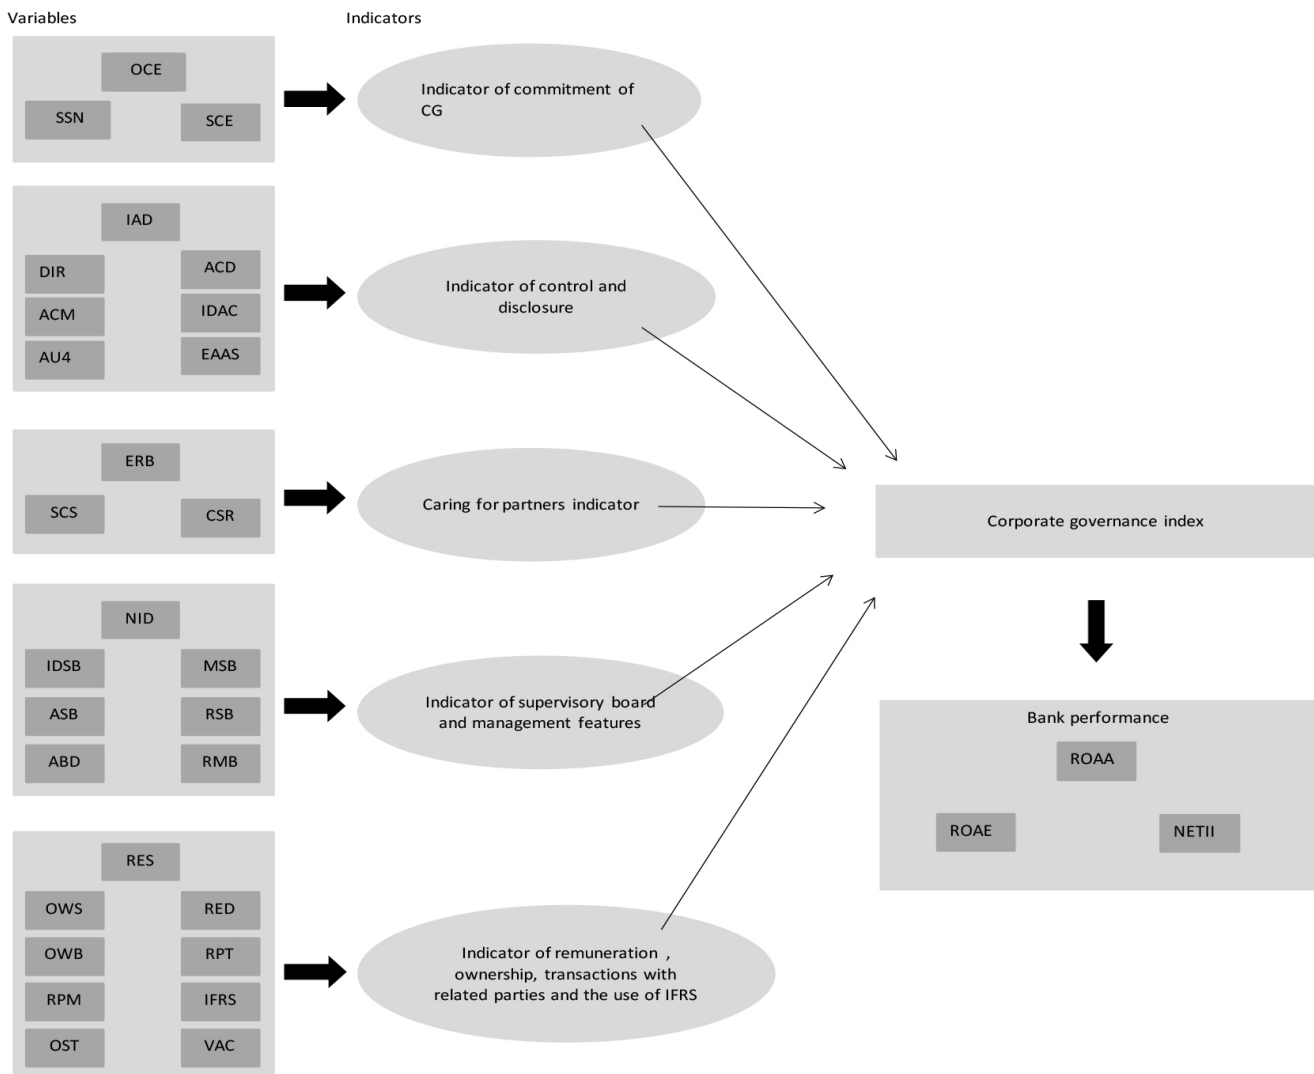 Variables
Indicators
OCE
SSN
SCE
Indicator of commitment of
CG
IAD
DIR
ACD
ACM
IDAC
AU4
EAAS
Indicator of control and
disclosure
ERB
SCS
CSR
Caring for partners indicator
Corporate governance index
NID
IDSB
MSB
ASB
RSB
ABD
RMB
Indicator of supervisory board
and management features
Bank performance
ROAA
ROAE
NETII
RES
OWS
RED
OWB
RPT
RPM
IFRS
OST
VAC
Indicator of remuneration ,
ownership, transactions with
related parties and the use of IFRS